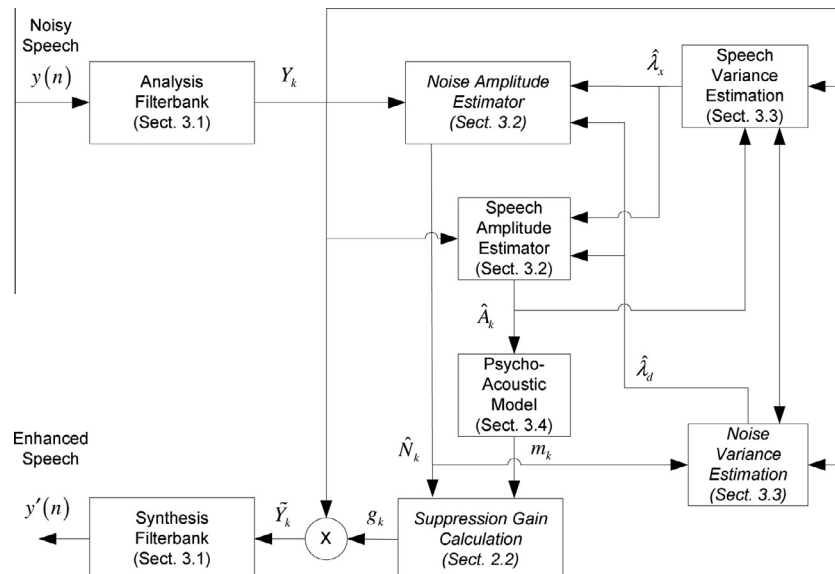 Noisy
Speech
y(n)
Analysis
Filterbank
(Sect. 3.1)
Y_k
Noise Amplitude
Estimator
(Sect. 3.2)
λ̂_x
Speech
Variance
Estimation
(Sect. 3.3)
Speech
Amplitude
Estimator
(Sect. 3.2)
Â_k
Psycho-
Acoustic
Model
(Sect. 3.4)
λ̂_d
Noise
Variance
Estimation
(Sect. 3.3)
N̂_k
m_k
Enhanced
Speech
y′(n)
Synthesis
Filterbank
(Sect. 3.1)
Ỹ_k
X
g_k
Suppression Gain
Calculation
(Sect. 2.2)